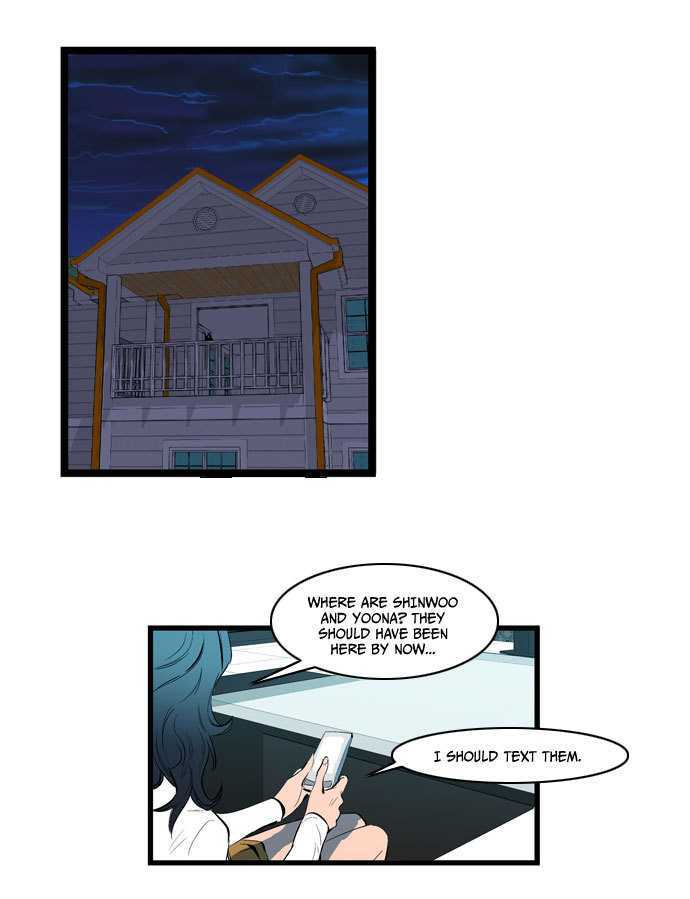 WHERE ARE SHINWOO
AND YOONA? THEY
SHOULD HAVE BEEN
HERE BY NOW...
I SHOULD TEXT THEM.